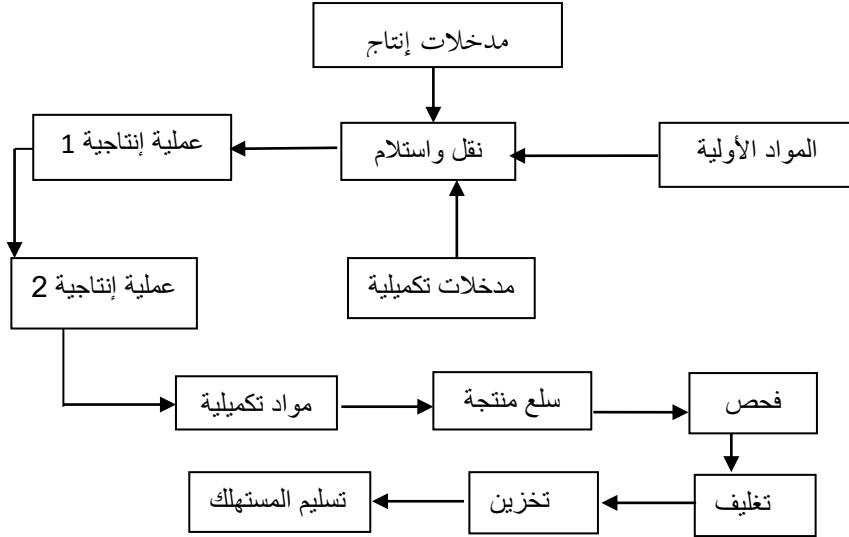 مدخلات إنتاج
المواد الأولية
نقل واستلام
عملية إنتاجية 1
مدخلات تكميلية
عملية إنتاجية 2
مواد تكميلية
سلع منتجة
فحص
تغليف
تخزين
تسليم المستهلك